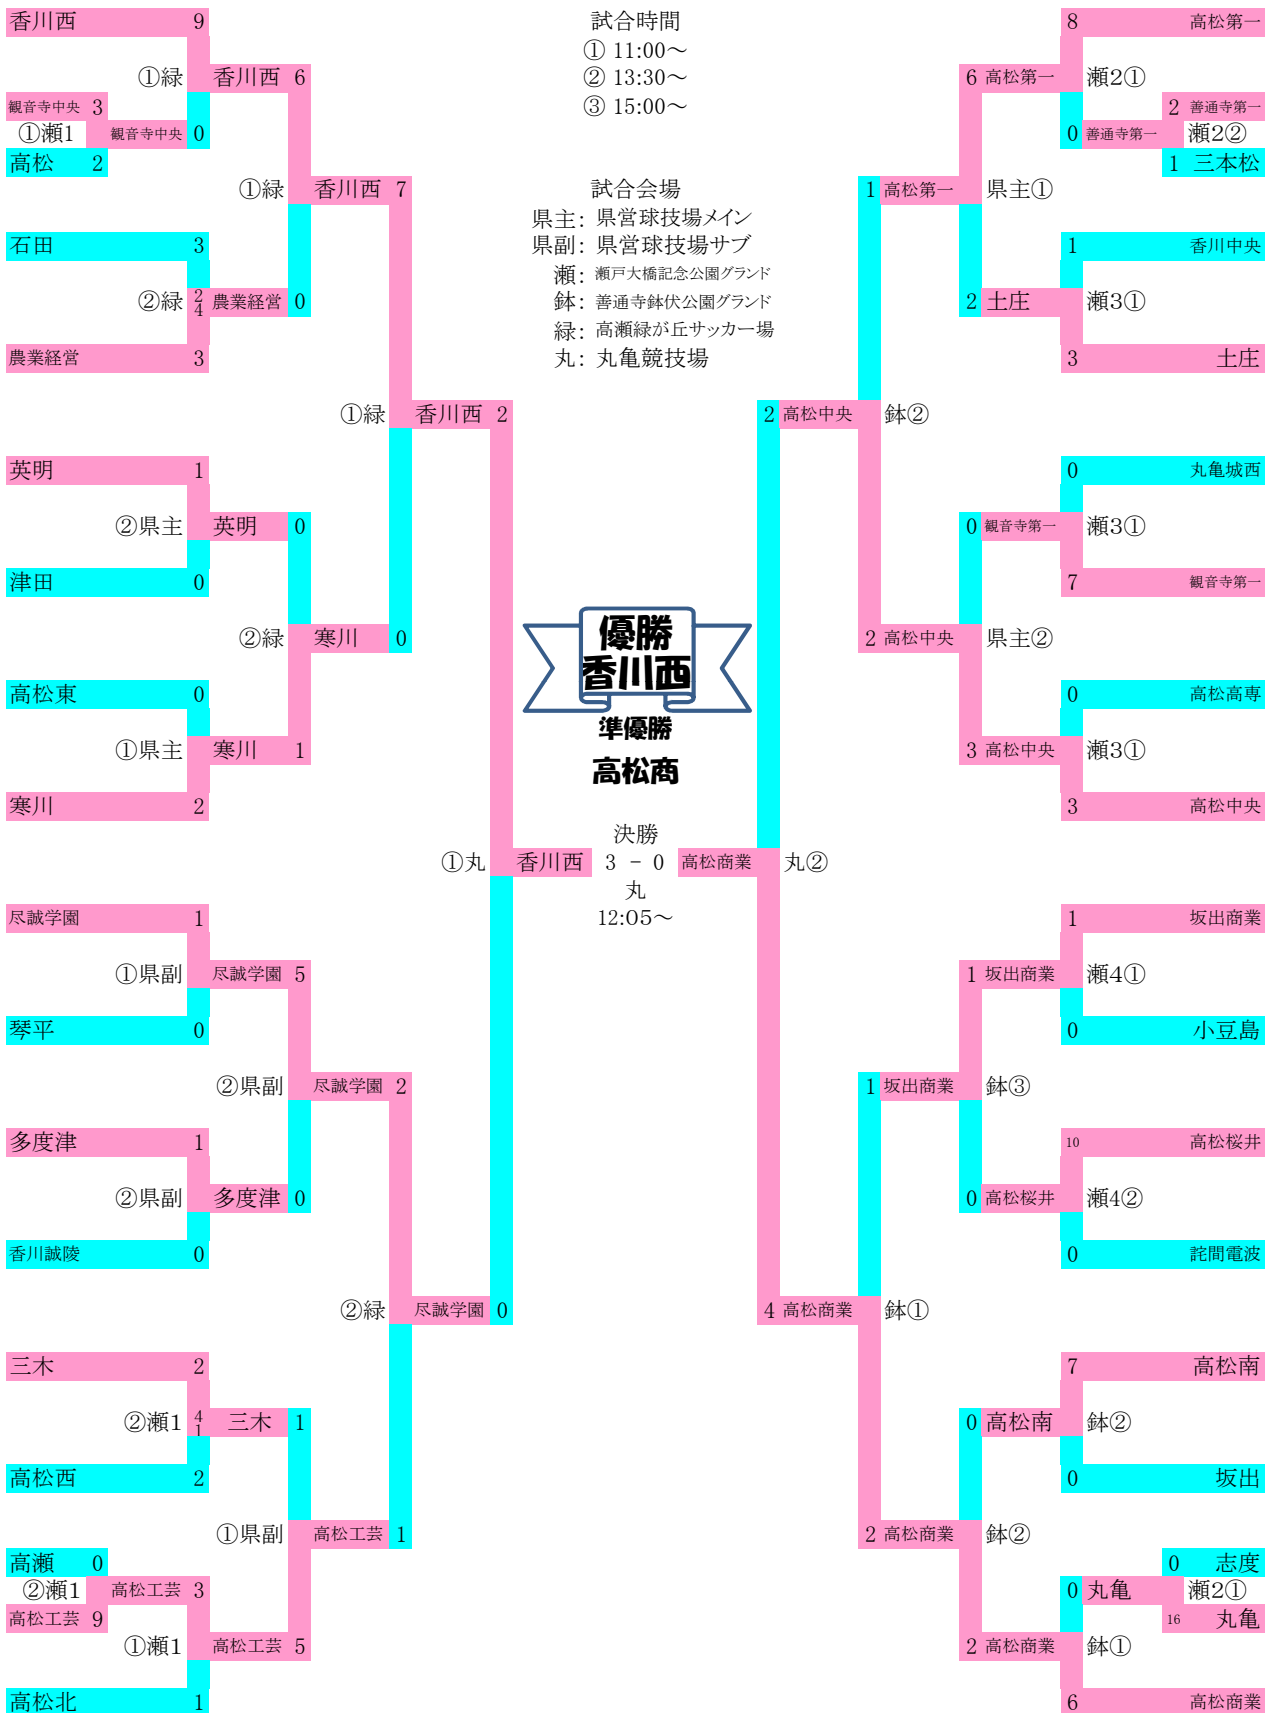 香川西 9
試合時間
8 高松第一
① 11:00～
①緑 香川西 6
② 13:30～
6 高松第一 瀬2①
観音寺中央 3
③ 15:00～
2 善通寺第一
①瀬1 観音寺中央 0
0 善通寺第一 瀬2②
高松 2
1 三本松
①緑 香川西 7
試合会場
1 高松第一 県主①
県主: 県営球技場メイン
石田 3
県副: 県営球技場サブ
1 香川中央
瀬: 瀬戸大橋記念公園グランド
②緑 2 4 農業経営 0
鉢: 善通寺鉢伏公園グランド
2 土庄 瀬3①
緑: 高瀬緑が丘サッカー場
農業経営 3
丸: 丸亀競技場
3 土庄
①緑 香川西 2
2 高松中央 鉢②
英明 1
0 丸亀城西
②県主 英明 0
0 観音寺第一 瀬3①
津田 0
7 観音寺第一
②緑 寒川 0
優勝
香川西
2 高松中央 県主②
高松東 0
準優勝
0 高松高専
①県主 寒川 1
高松商
3 高松中央 瀬3①
寒川 2
3 高松中央
決勝
①丸 香川西 3 - 0 高松商業 丸②
丸
12:05～
尽誠学園 1
1 坂出商業
①県副 尽誠学園 5
1 坂出商業 瀬4①
琴平 0
0 小豆島
②県副 尽誠学園 2
1 坂出商業 鉢③
多度津 1
10 高松桜井
②県副 多度津 0
0 高松桜井 瀬4②
香川誠陵 0
0 詫間電波
②緑 尽誠学園 0
4 高松商業 鉢①
三木 2
7 高松南
②瀬1 4 1 三木 1
0 高松南 鉢②
高松西 2
0 坂出
①県副 高松工芸 1
2 高松商業 鉢②
高瀬 0
0 志度
②瀬1 高松工芸 3
0 丸亀 瀬2①
高松工芸 9
16 丸亀
①瀬1 高松工芸 5
2 高松商業 鉢①
高松北 1
6 高松商業